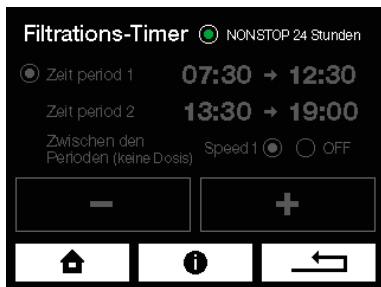 Filtrations-Timer NONSTOP 24 Stunden
Zeit period 1 07:30 → 12:30
Zeit period 2 13:30 → 19:00
Zwischen den
Perioden (keine Dosis) Speed 1 OFF
− +